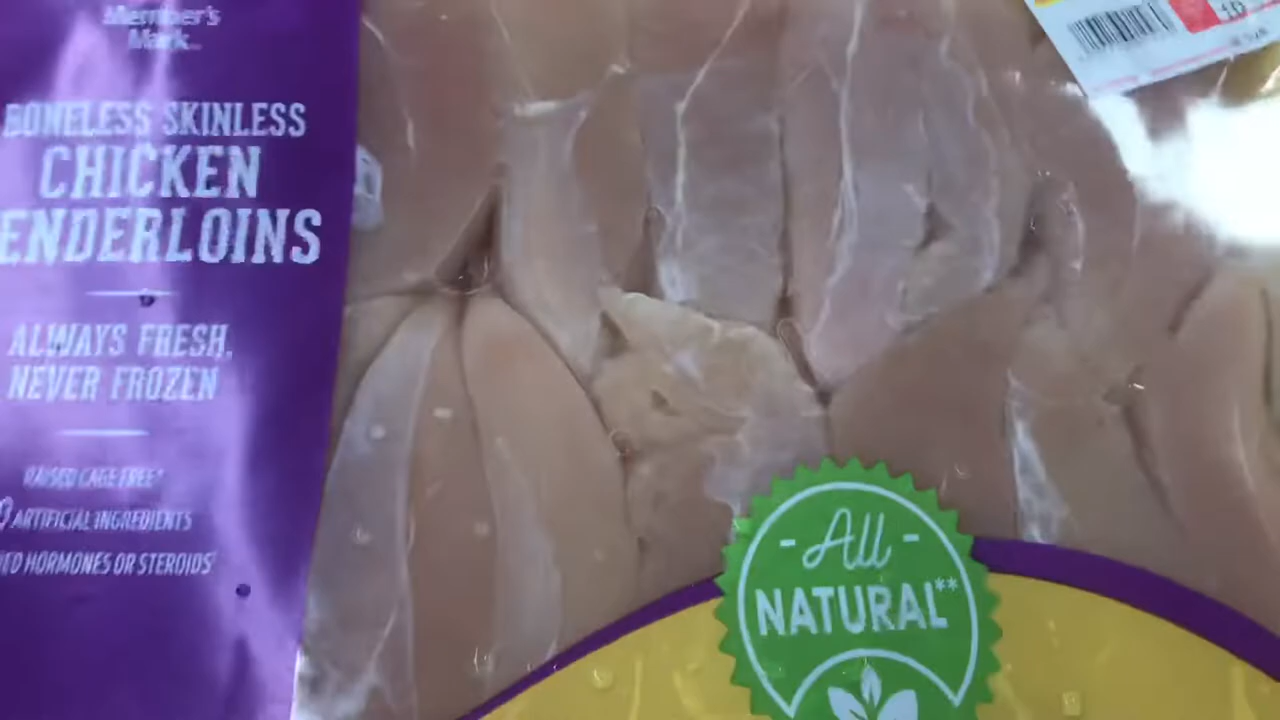 Member's
Mark
BONELESS SKINLESS
CHICKEN
ENDERLOINS
ALWAYS FRESH,
NEVER FROZEN
RAISED CAGE FREE*
ARTIFICIAL INGREDIENTS
ED HORMONES OR STEROIDS
- All -
NATURAL**